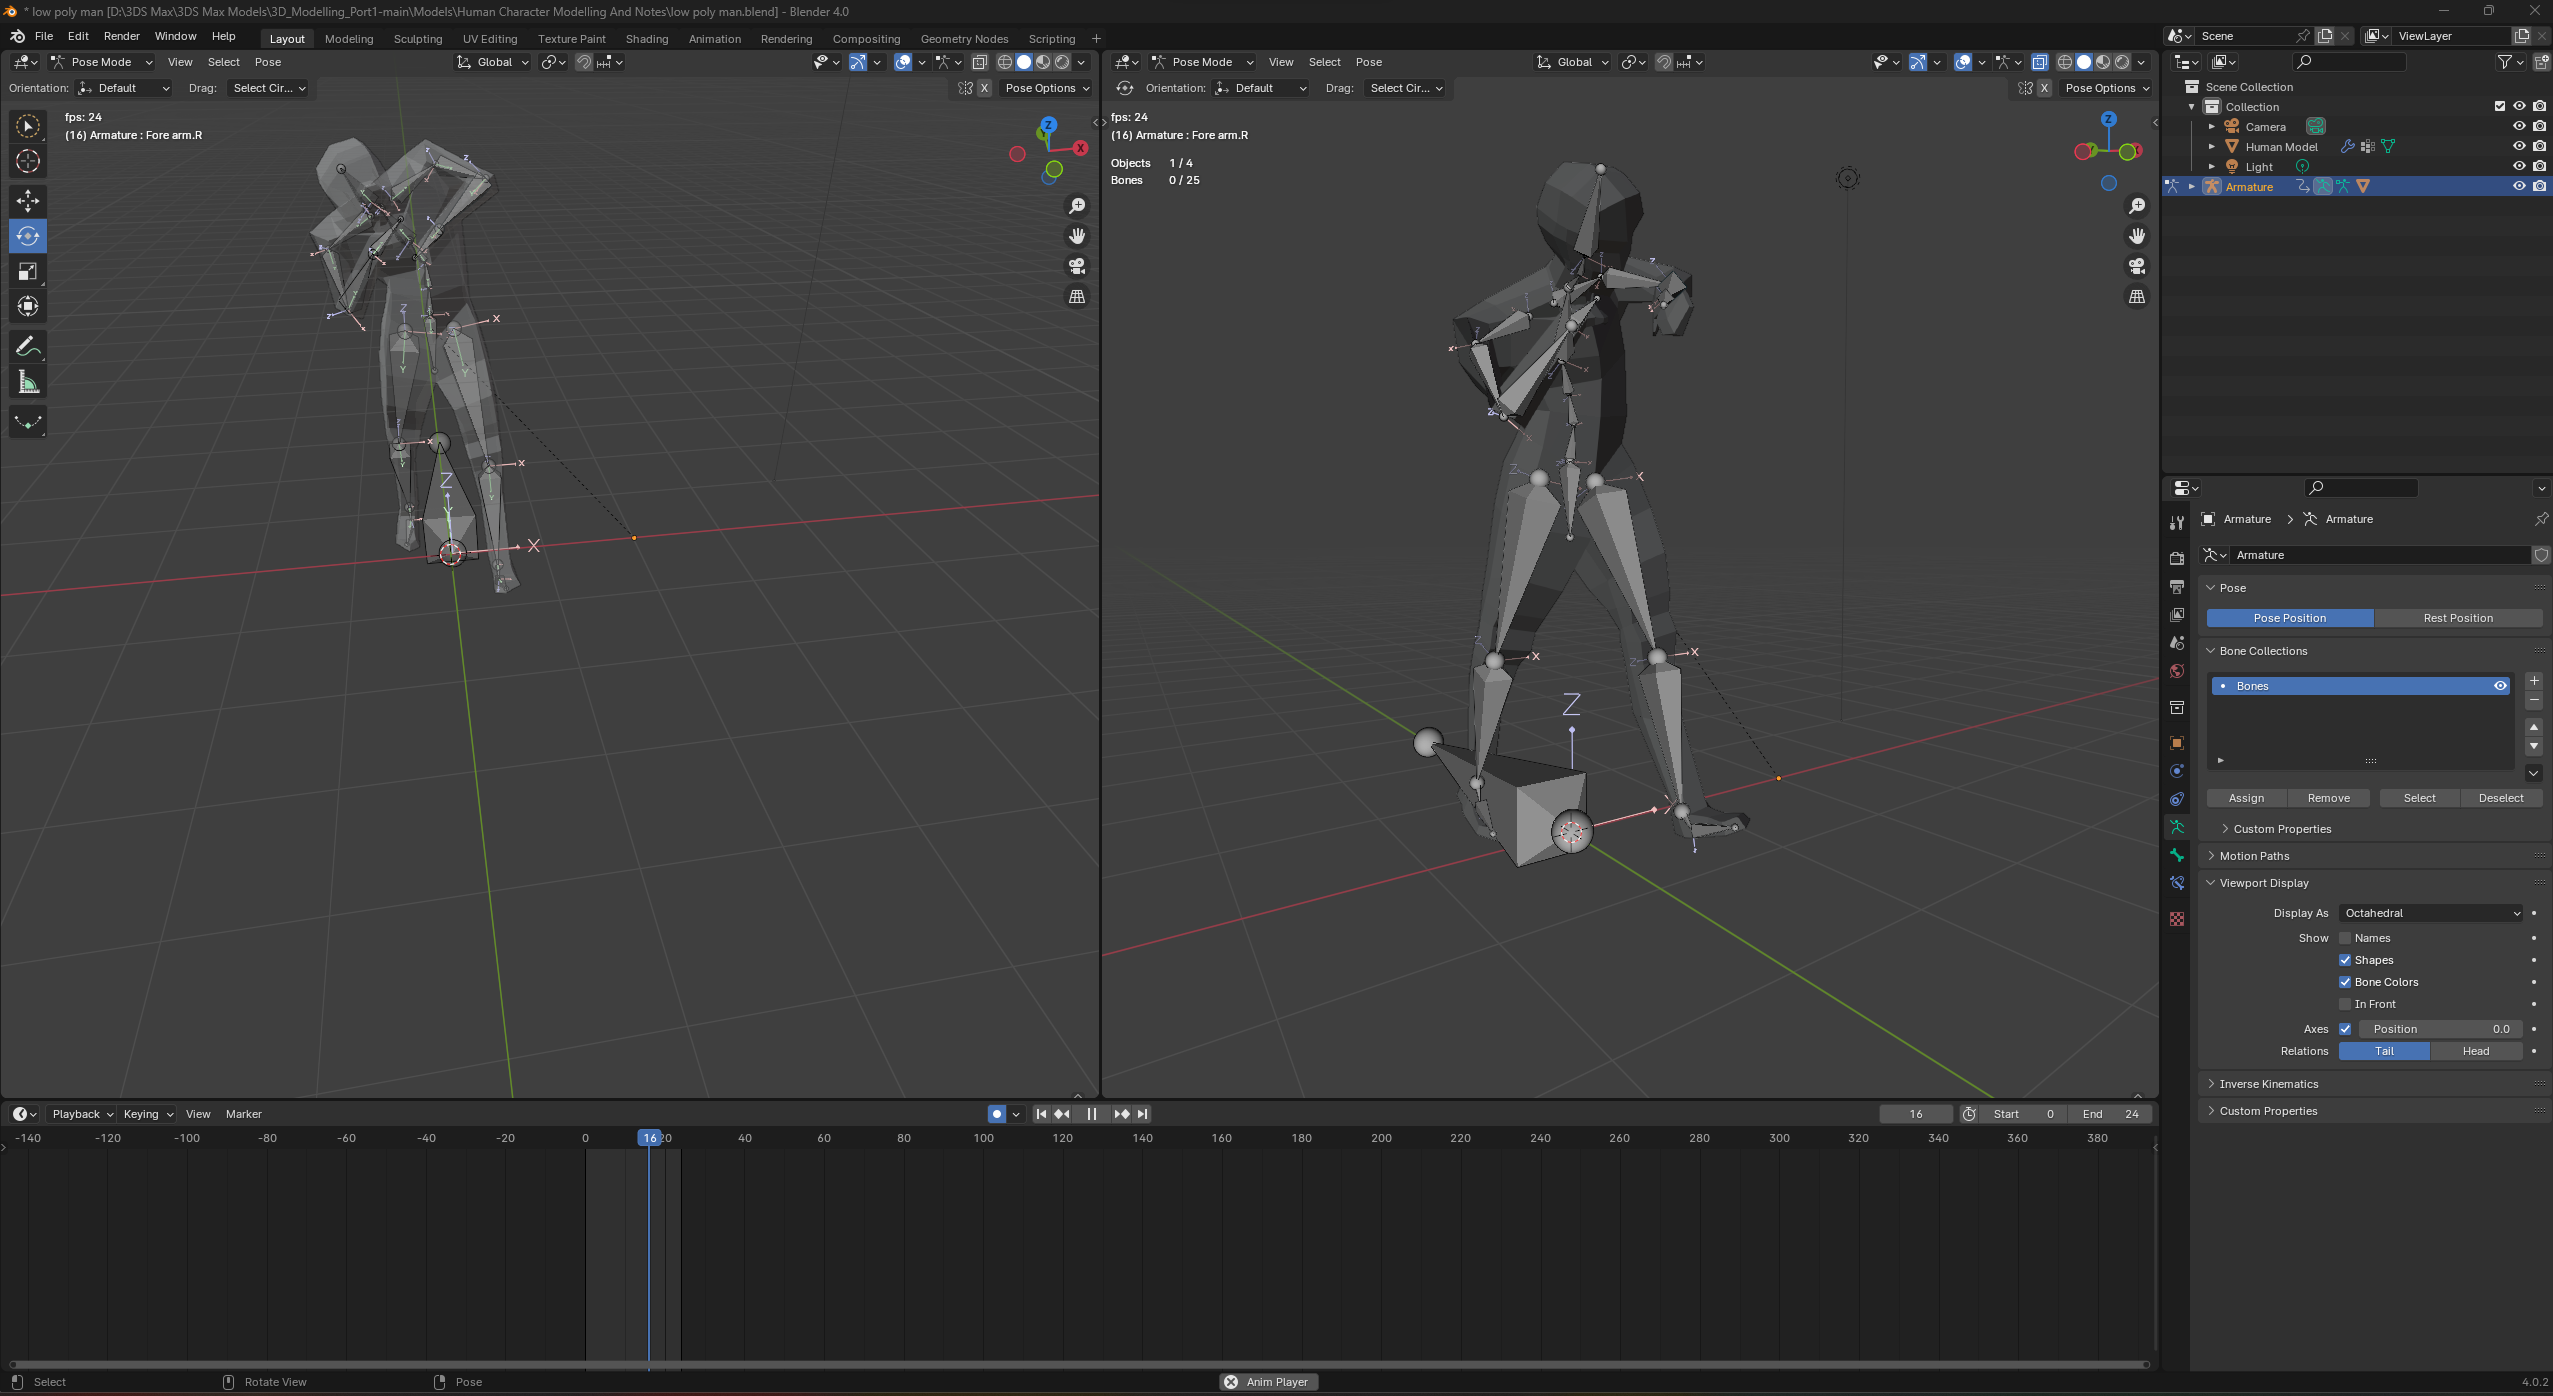 * low poly man [D:\3DS Max\3DS Max Models\3D_Modelling_Port1-main\Models\Human Character Modelling And Notes\low poly man.blend] - Blender 4.0
File Edit Render Window Help Layout Modeling Sculpting UV Editing Texture Paint Shading Animation Rendering Compositing Geometry Nodes Scripting +
Scene
ViewLayer
Pose Mode View Select Pose Global
Orientation: Default Drag: Select Cir... X Pose Options
fps: 24
(16) Armature : Fore arm.R
Pose Mode View Select Pose Global
Orientation: Default Drag: Select Cir... X Pose Options
fps: 24
(16) Armature : Fore arm.R
Objects 1 / 4
Bones 0 / 25
Scene Collection
Collection
Camera
Human Model
Light
Armature
Armature > Armature
Armature
Pose
Pose Position Rest Position
Bone Collections
Bones
Assign Remove Select Deselect
Custom Properties
Motion Paths
Viewport Display
Display As Octahedral
Show Names
Shapes
Bone Colors
In Front
Axes Position 0.0
Relations Tail Head
Inverse Kinematics
Custom Properties
Playback Keying View Marker
16 Start 0 End 24
-140 -120 -100 -80 -60 -40 -20 0 16 20 40 60 80 100 120 140 160 180 200 220 240 260 280 300 320 340 360 380
Select Rotate View Pose Anim Player 4.0.2